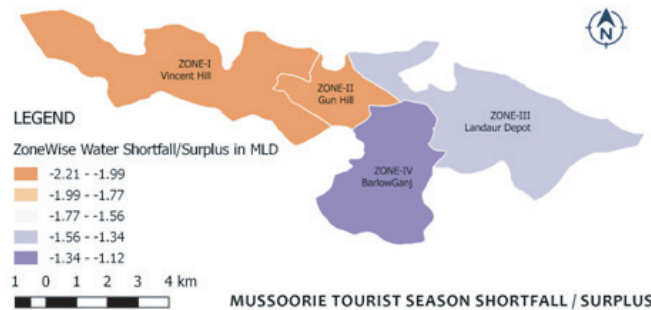 N
ZONE-I
Vincent Hill
ZONE-II
Gun Hill
ZONE-III
Landaur Depot
ZONE-IV
BarlowGanj
LEGEND
ZoneWise Water Shortfall/Surplus in MLD
-2.21 - -1.99
-1.99 - -1.77
-1.77 - -1.56
-1.56 - -1.34
-1.34 - -1.12
1 0 1 2 3 4 km
MUSSOORIE TOURIST SEASON SHORTFALL / SURPLUS